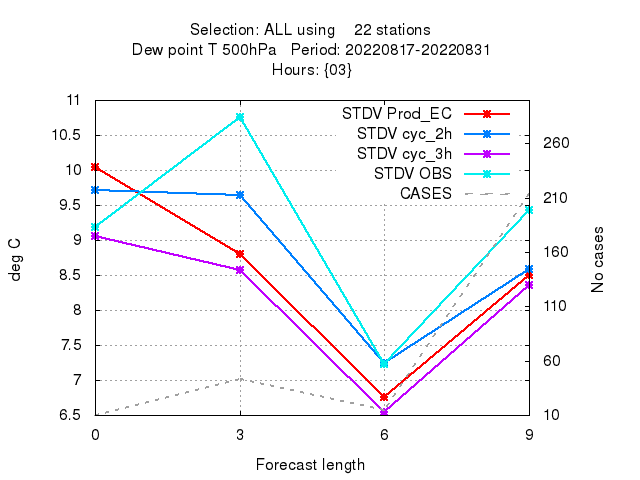 Selection: ALL using    22 stations
Dew point T 500hPa   Period: 20220817-20220831
Hours: {03}
11
10.5
10
9.5
9
8.5
8
7.5
7
6.5
deg C
STDV Prod_EC
STDV cyc_2h
STDV cyc_3h
STDV OBS
CASES
260
210
160
110
60
10
No cases
0 3 6 9
Forecast length